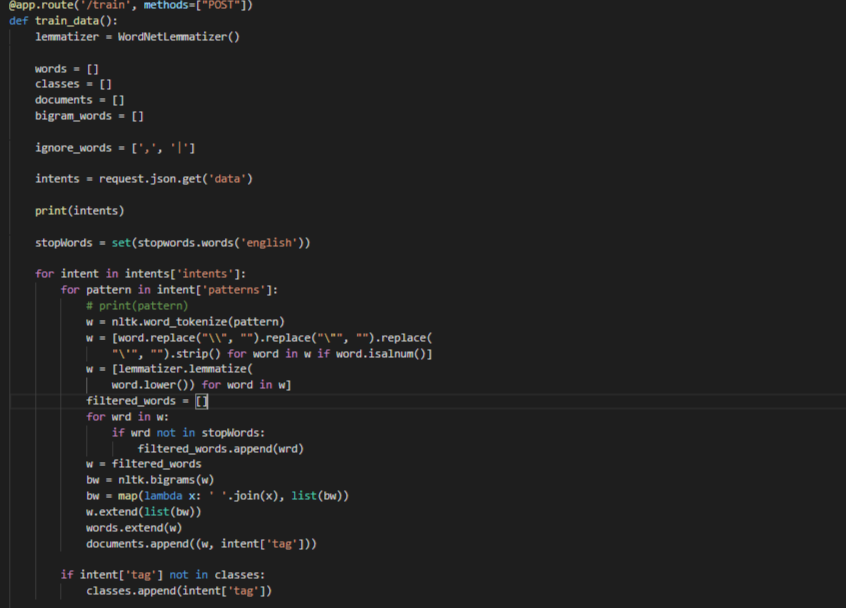 @app.route('/train', methods=["POST"])
def train_data():
    lemmatizer = WordNetLemmatizer()

    words = []
    classes = []
    documents = []
    bigram_words = []

    ignore_words = [',', '|']

    intents = request.json.get('data')

    print(intents)

    stopWords = set(stopwords.words('english'))

    for intent in intents['intents']:
        for pattern in intent['patterns']:
            # print(pattern)
            w = nltk.word_tokenize(pattern)
            w = [word.replace("\\", "").replace("\"", "").replace(
                "\'", "").strip() for word in w if word.isalnum()]
            w = [lemmatizer.lemmatize(
                word.lower()) for word in w]
            filtered_words = []
            for wrd in w:
                if wrd not in stopWords:
                    filtered_words.append(wrd)
            w = filtered_words
            bw = nltk.bigrams(w)
            bw = map(lambda x: ' '.join(x), list(bw))
            w.extend(list(bw))
            words.extend(w)
            documents.append((w, intent['tag']))

        if intent['tag'] not in classes:
            classes.append(intent['tag'])